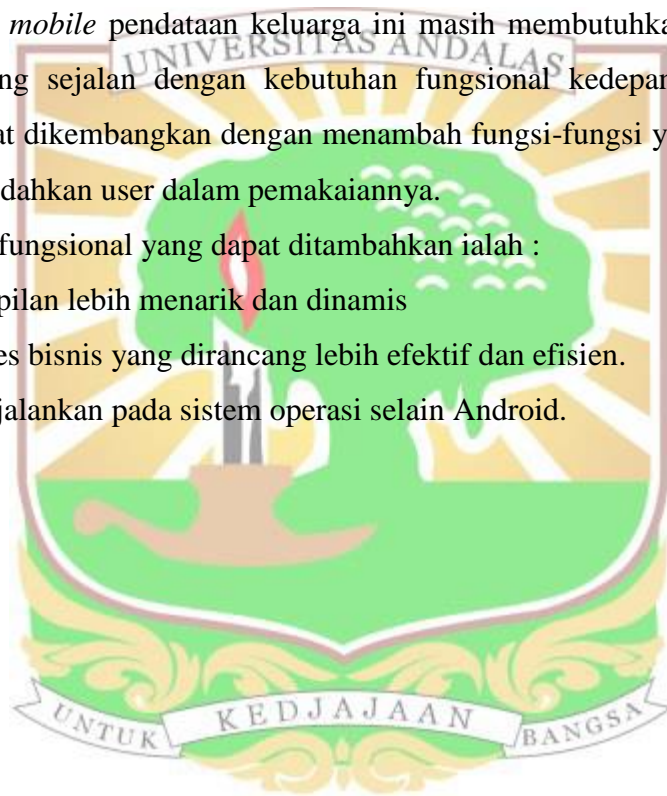 mobile pendataan keluarga ini masih membutuhka
UNIVERSITAS ANDALAS
ng sejalan dengan kebutuhan fungsional kedepar
at dikembangkan dengan menambah fungsi-fungsi y
dahkan user dalam pemakaiannya.
fungsional yang dapat ditambahkan ialah :
pilan lebih menarik dan dinamis
es bisnis yang dirancang lebih efektif dan efisien.
jalankan pada sistem operasi selain Android.
UNTUK KEDJAJAAN BANGSA